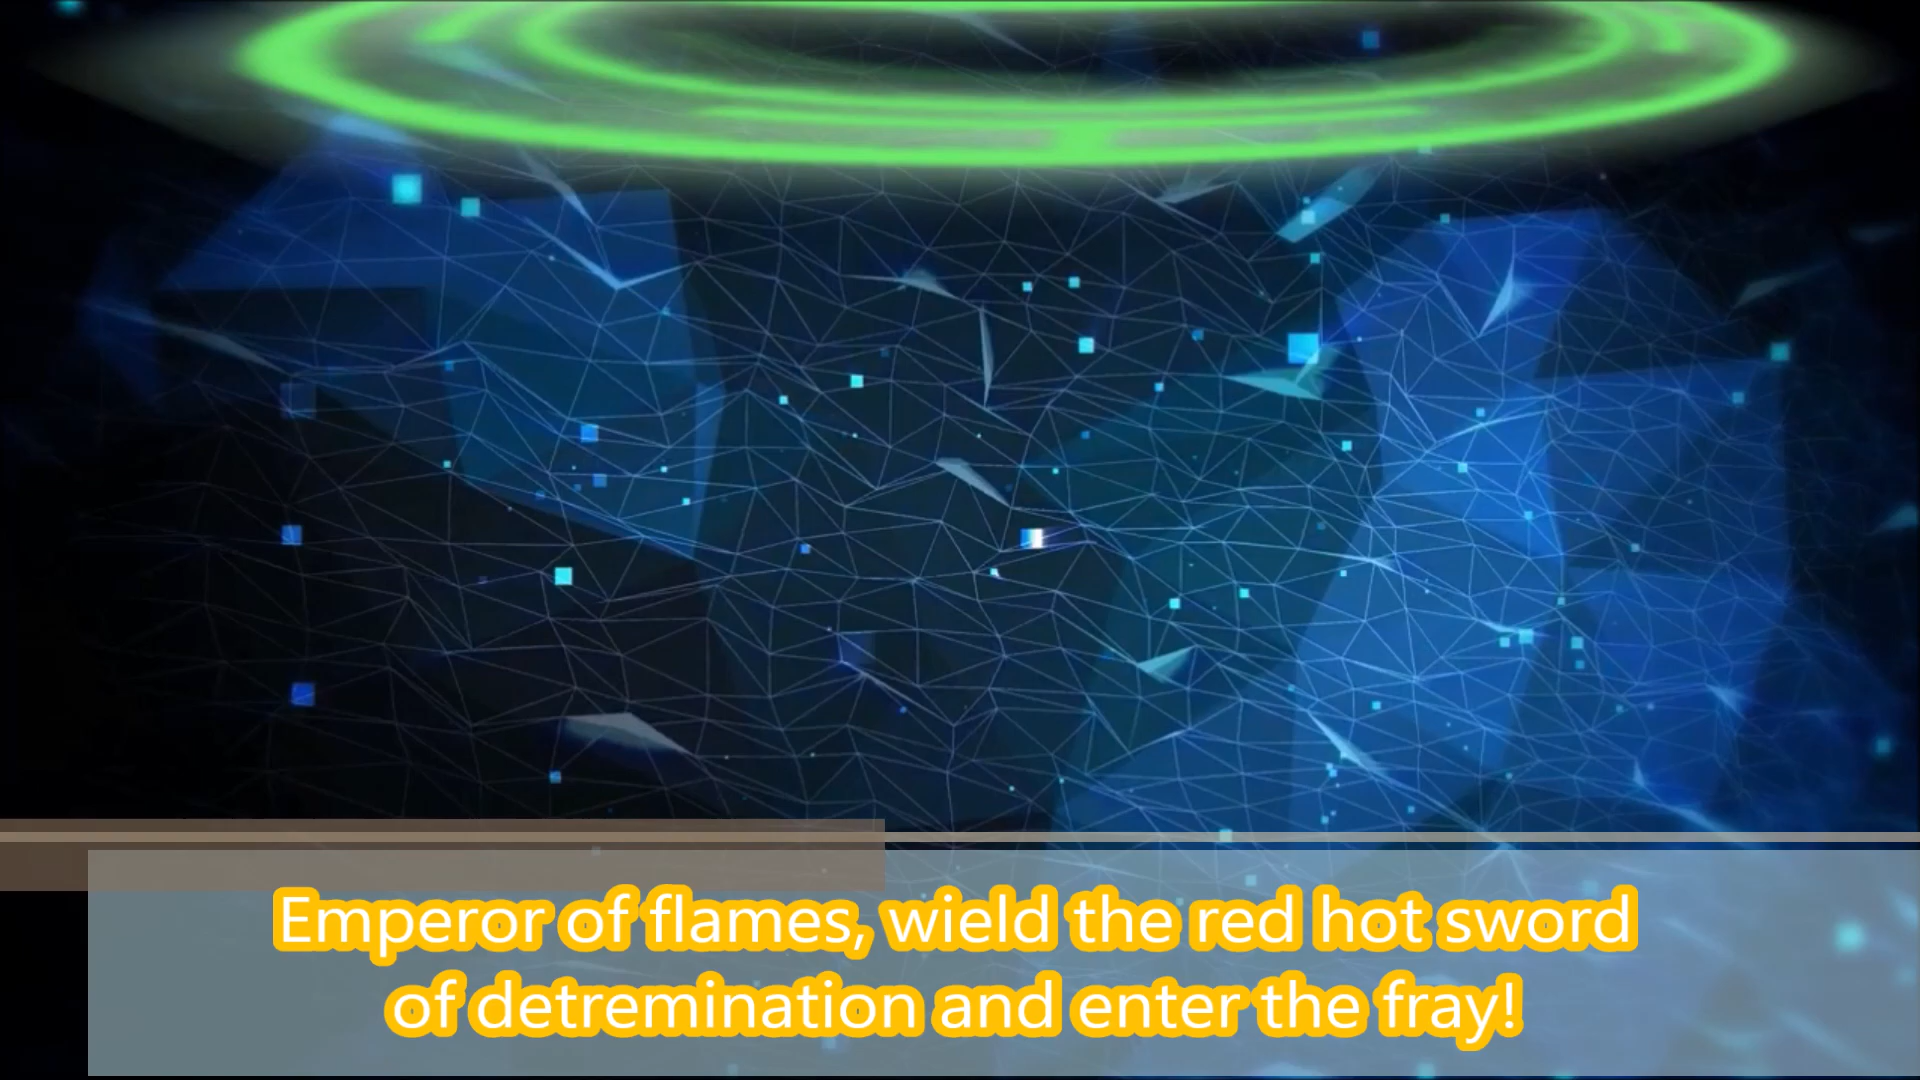 Emperor of flames, wield the red hot sword
of detremination and enter the fray!